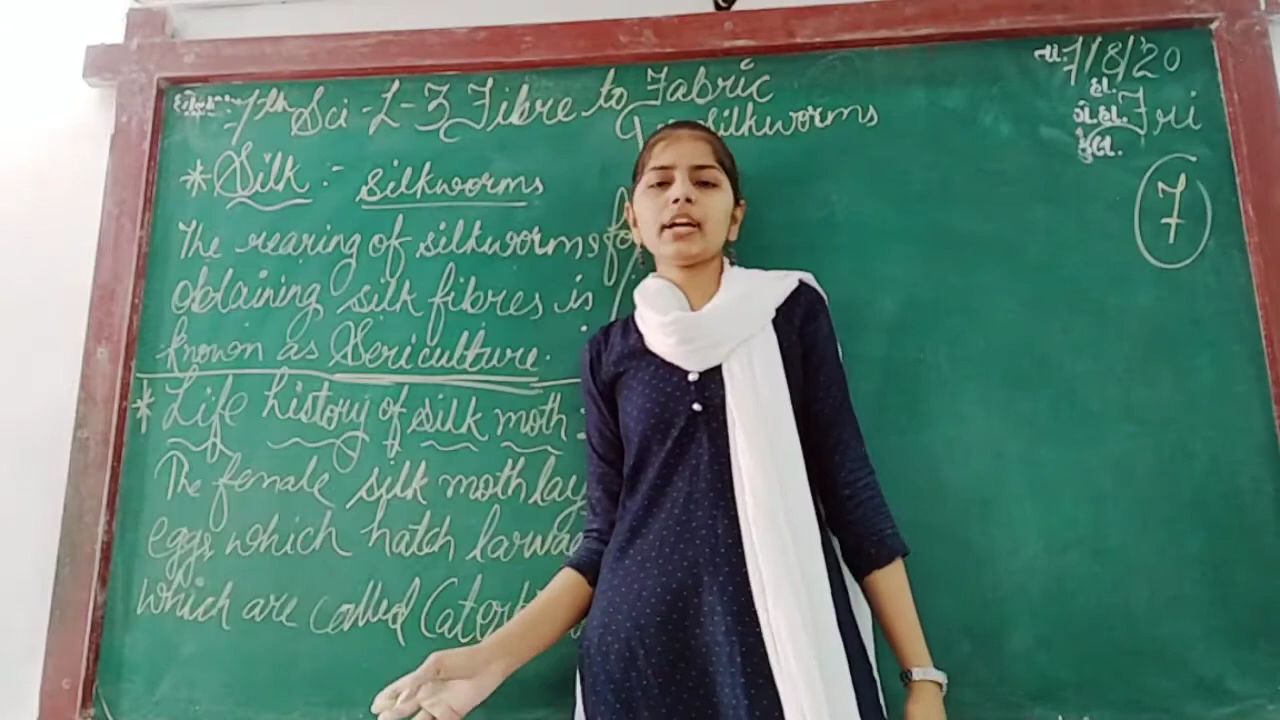 7th Sci-L-3 Fibre to Fabric
silkworms
* Silk :- silkworms
The rearing of silkworms fo
obtaining silk fibres is
known as Sericulture.
* Life history of silk moth :
The female silk moth lay
eggs, which hatch larvae
which are called Cater
તા. 7/8/20
હા.
ગે.હા. Fri
કુલ.
7